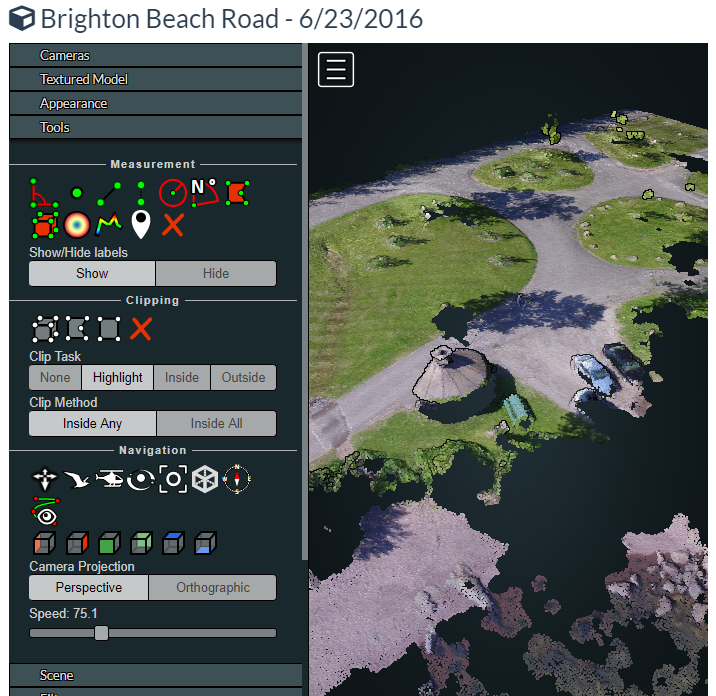 Brighton Beach Road - 6/23/2016
Cameras
Textured Model
Appearance
Tools
Measurement
N °
Show/Hide labels
Show Hide
Clipping
Clip Task
None Highlight Inside Outside
Clip Method
Inside Any Inside All
Navigation
N
W E
S
Camera Projection
Perspective Orthographic
Speed: 75.1
Scene